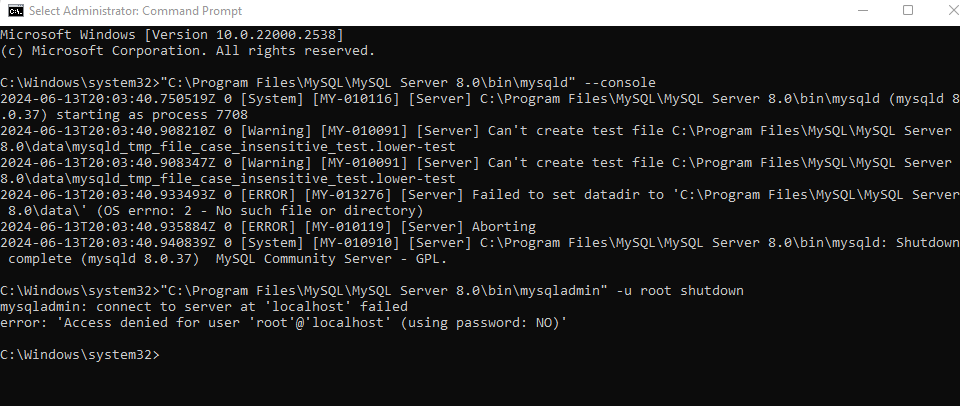 Select Administrator: Command Prompt
Microsoft Windows [Version 10.0.22000.2538]
(c) Microsoft Corporation. All rights reserved.
C:\Windows\system32>"C:\Program Files\MySQL\MySQL Server 8.0\bin\mysqld" --console
2024-06-13T20:03:40.750519Z 0 [System] [MY-010116] [Server] C:\Program Files\MySQL\MySQL Server 8.0\bin\mysqld (mysqld 8
.0.37) starting as process 7708
2024-06-13T20:03:40.908210Z 0 [Warning] [MY-010091] [Server] Can't create test file C:\Program Files\MySQL\MySQL Server
8.0\data\mysqld_tmp_file_case_insensitive_test.lower-test
2024-06-13T20:03:40.908347Z 0 [Warning] [MY-010091] [Server] Can't create test file C:\Program Files\MySQL\MySQL Server
8.0\data\mysqld_tmp_file_case_insensitive_test.lower-test
2024-06-13T20:03:40.933493Z 0 [ERROR] [MY-013276] [Server] Failed to set datadir to 'C:\Program Files\MySQL\MySQL Server
 8.0\data\' (OS errno: 2 - No such file or directory)
2024-06-13T20:03:40.935884Z 0 [ERROR] [MY-010119] [Server] Aborting
2024-06-13T20:03:40.940839Z 0 [System] [MY-010910] [Server] C:\Program Files\MySQL\MySQL Server 8.0\bin\mysqld: Shutdown
 complete (mysqld 8.0.37)  MySQL Community Server - GPL.
C:\Windows\system32>"C:\Program Files\MySQL\MySQL Server 8.0\bin\mysqladmin" -u root shutdown
mysqladmin: connect to server at 'localhost' failed
error: 'Access denied for user 'root'@'localhost' (using password: NO)'
C:\Windows\system32>